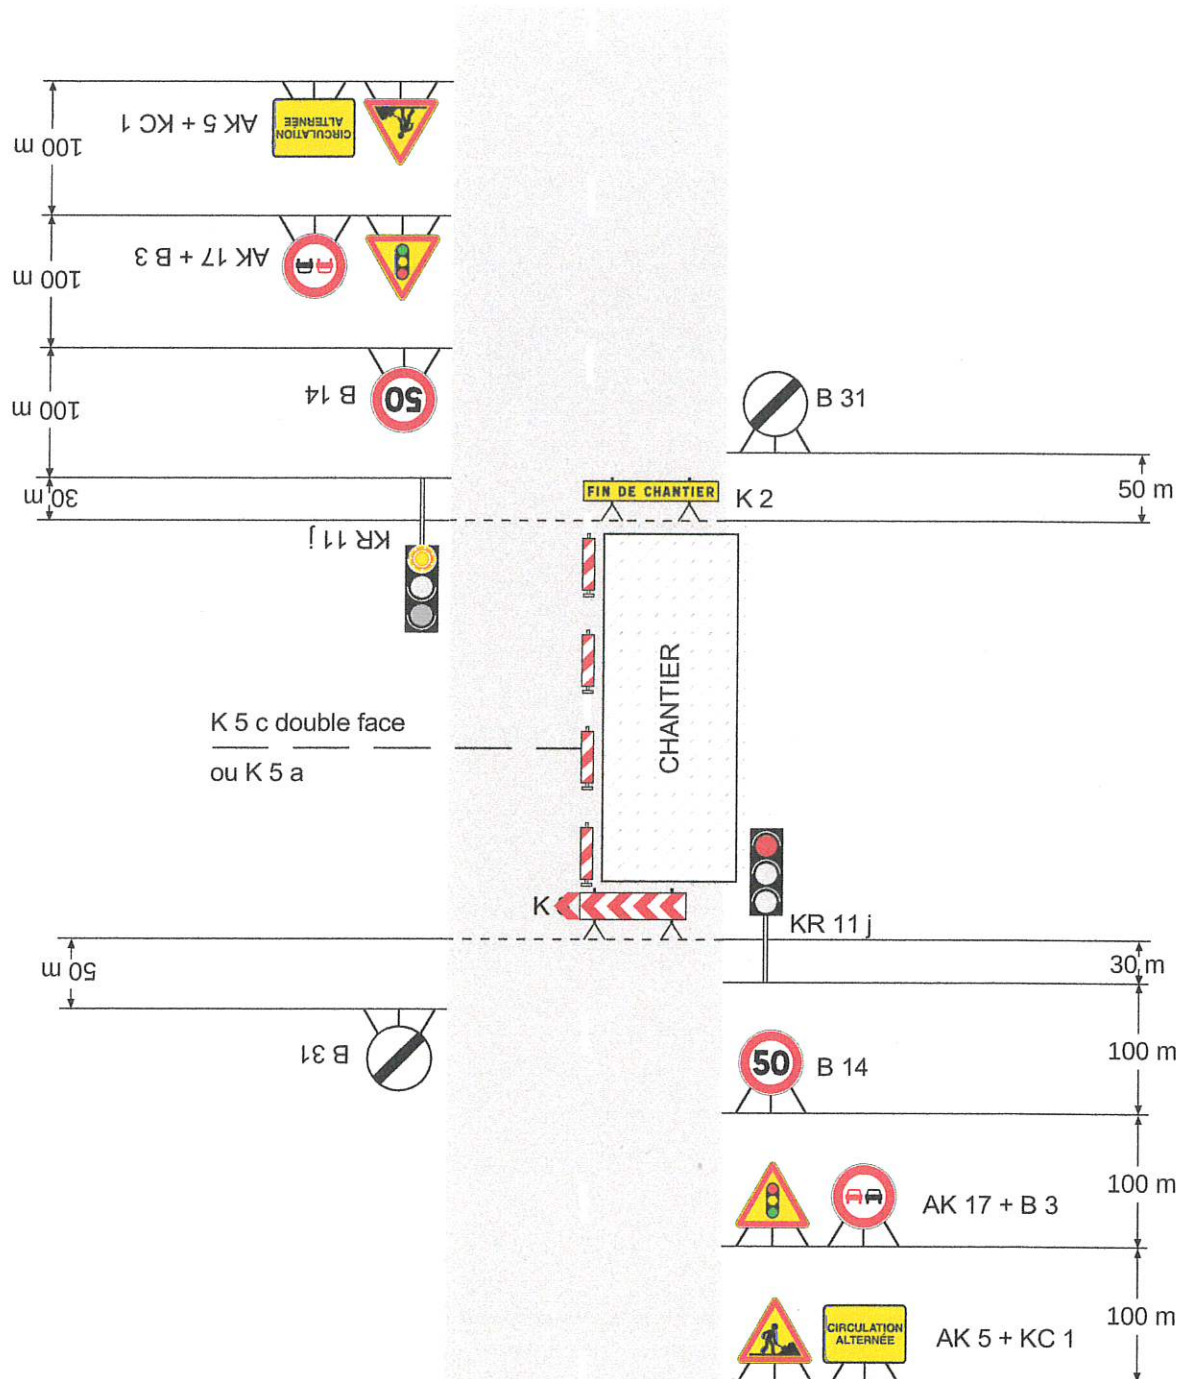 AK 5 + KC 1
CIRCULATION
ALTERNÉE
100 m
AK 17 + B 3
100 m
B 14
50
100 m
B 31
30 m
FIN DE CHANTIER
K 2
50 m
KR 11 j
CHANTIER
K 5 c double face
ou K 5 a
K
KR 11 j
50 m
30 m
B 31
50
B 14
100 m
AK 17 + B 3
100 m
CIRCULATION
ALTERNÉE
AK 5 + KC 1
100 m